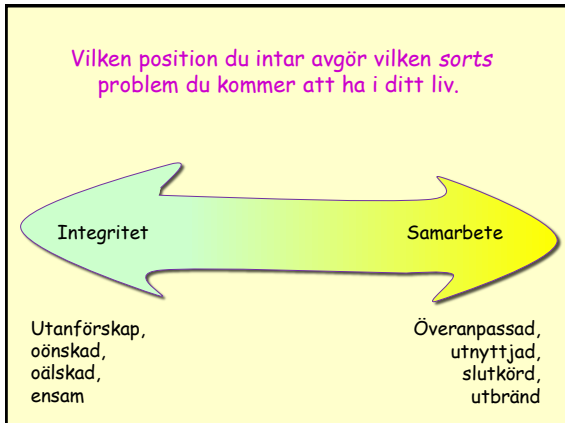 Vilken position du intar avgör vilken sorts
problem du kommer att ha i ditt liv.
Integritet
Samarbete
Utanförskap,
oönskad,
oälskad,
ensam
Överanpassad,
utnyttjad,
slutkörd,
utbränd